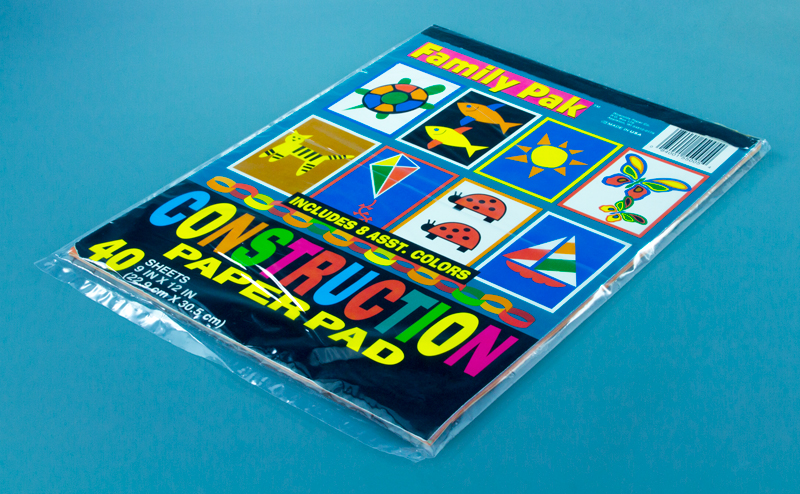 Family Pak
MADE IN USA
INCLUDES 8 ASST. COLORS
CONSTRUCTION
PAPER PAD
40 SHEETS
9 IN X 12 IN
(22.9 cm X 30.5 cm)